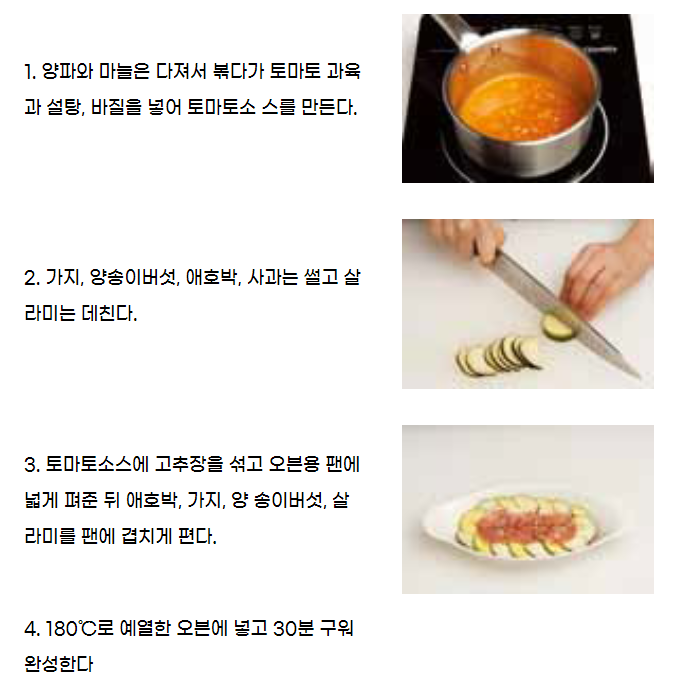 1. 양파와 마늘은 다져서 볶다가 토마토 과육
과 설탕, 바질을 넣어 토마토소 스를 만든다.
2. 가지, 양송이버섯, 애호박, 사과는 썰고 살
라미는 데친다.
3. 토마토소스에 고추장을 섞고 오븐용 팬에
넓게 펴준 뒤 애호박, 가지, 양 송이버섯, 살
라미를 팬에 겹치게 편다.
4. 180℃로 예열한 오븐에 넣고 30분 구워
완성한다